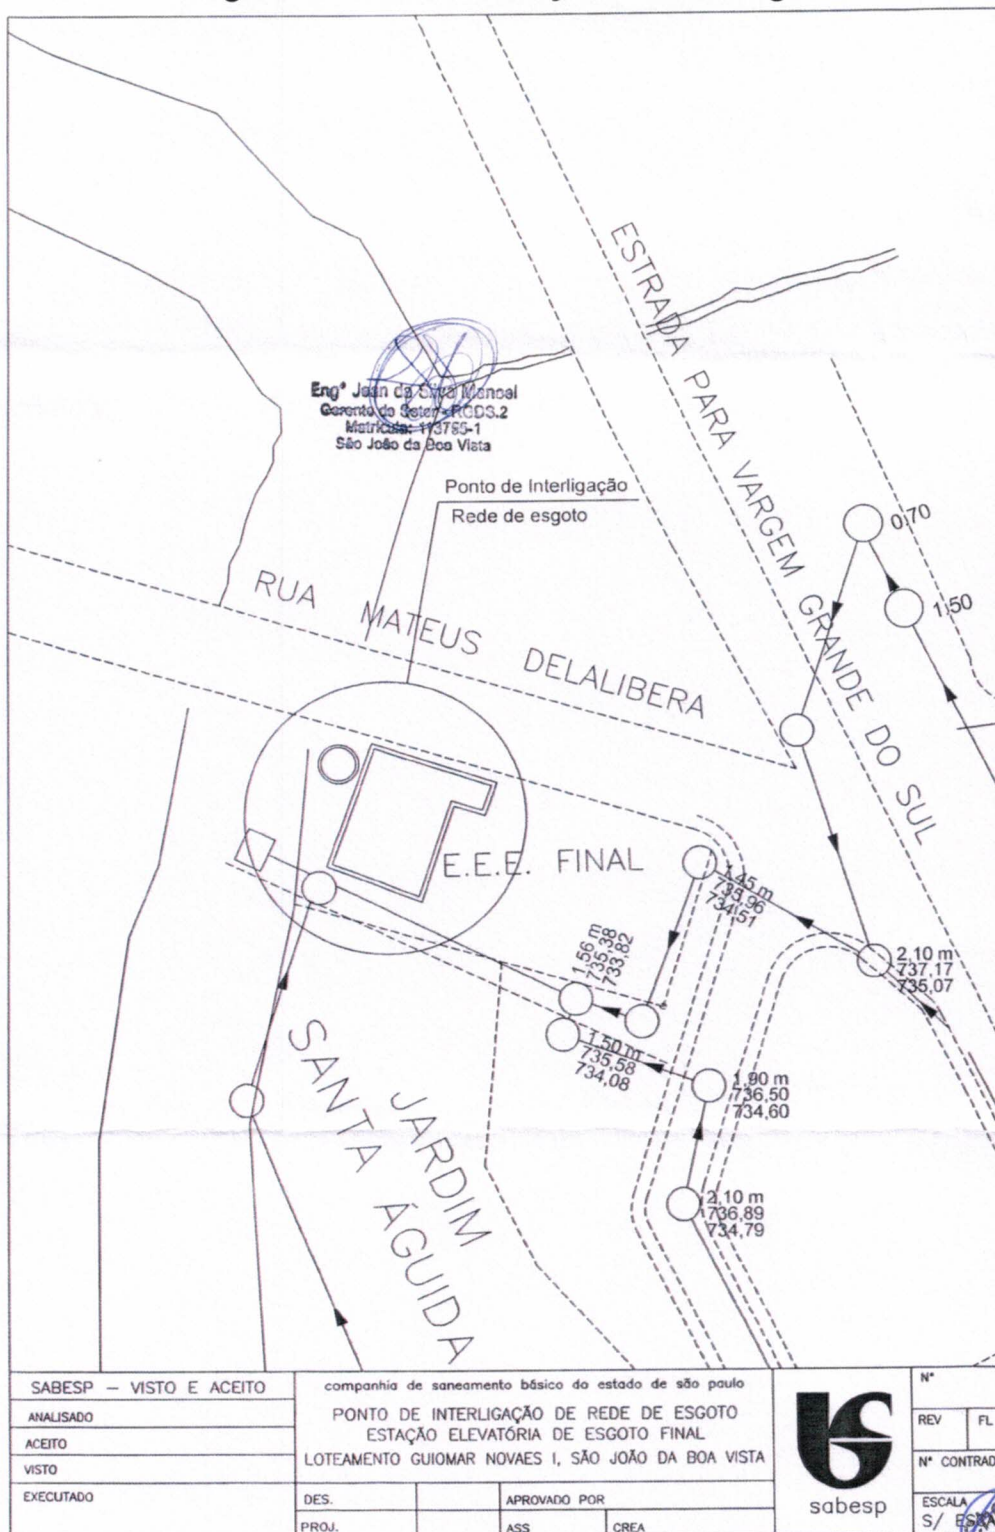 Engº Jean da Silva Manoel
Gerente de Setor - RGDS.2
Matrícula: 113795-1
São João da Boa Vista
Ponto de Interligação
Rede de esgoto
ESTRADA PARA VARGEM GRANDE DO SUL
RUA MATEUS DELALIBERA
0,70
1,50
E.E.E. FINAL
1,45 m
735,96
734,51
1,56 m
735,38
733,82
2,10 m
737,17
735,07
1,50 m
735,58
734,08
1,90 m
736,50
734,60
2,10 m
736,89
734,79
JARDIM
SANTA ÁGUIDA
SABESP – VISTO E ACEITO
ANALISADO
ACEITO
VISTO
EXECUTADO
companhia de saneamento básico do estado de são paulo
PONTO DE INTERLIGAÇÃO DE REDE DE ESGOTO
ESTAÇÃO ELEVATÓRIA DE ESGOTO FINAL
LOTEAMENTO GUIOMAR NOVAES I, SÃO JOÃO DA BOA VISTA
DES.
APROVADO POR
PROJ.
ASS
CREA
sabesp
Nº
REV
FL
Nº CONTRAD
ESCALA
S/